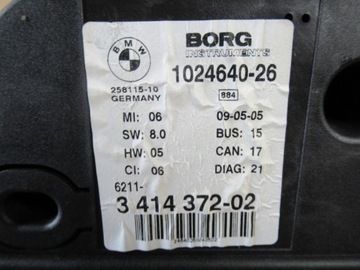 BMW
BORG
INSTRUMENTS
1024640-26
256115-10
GERMANY
884
MI: 06
09-05-05
SW: 8.0
BUS: 15
HW: 05
CAN: 17
CI: 06
DIAG: 21
6211-
3 414 372-02